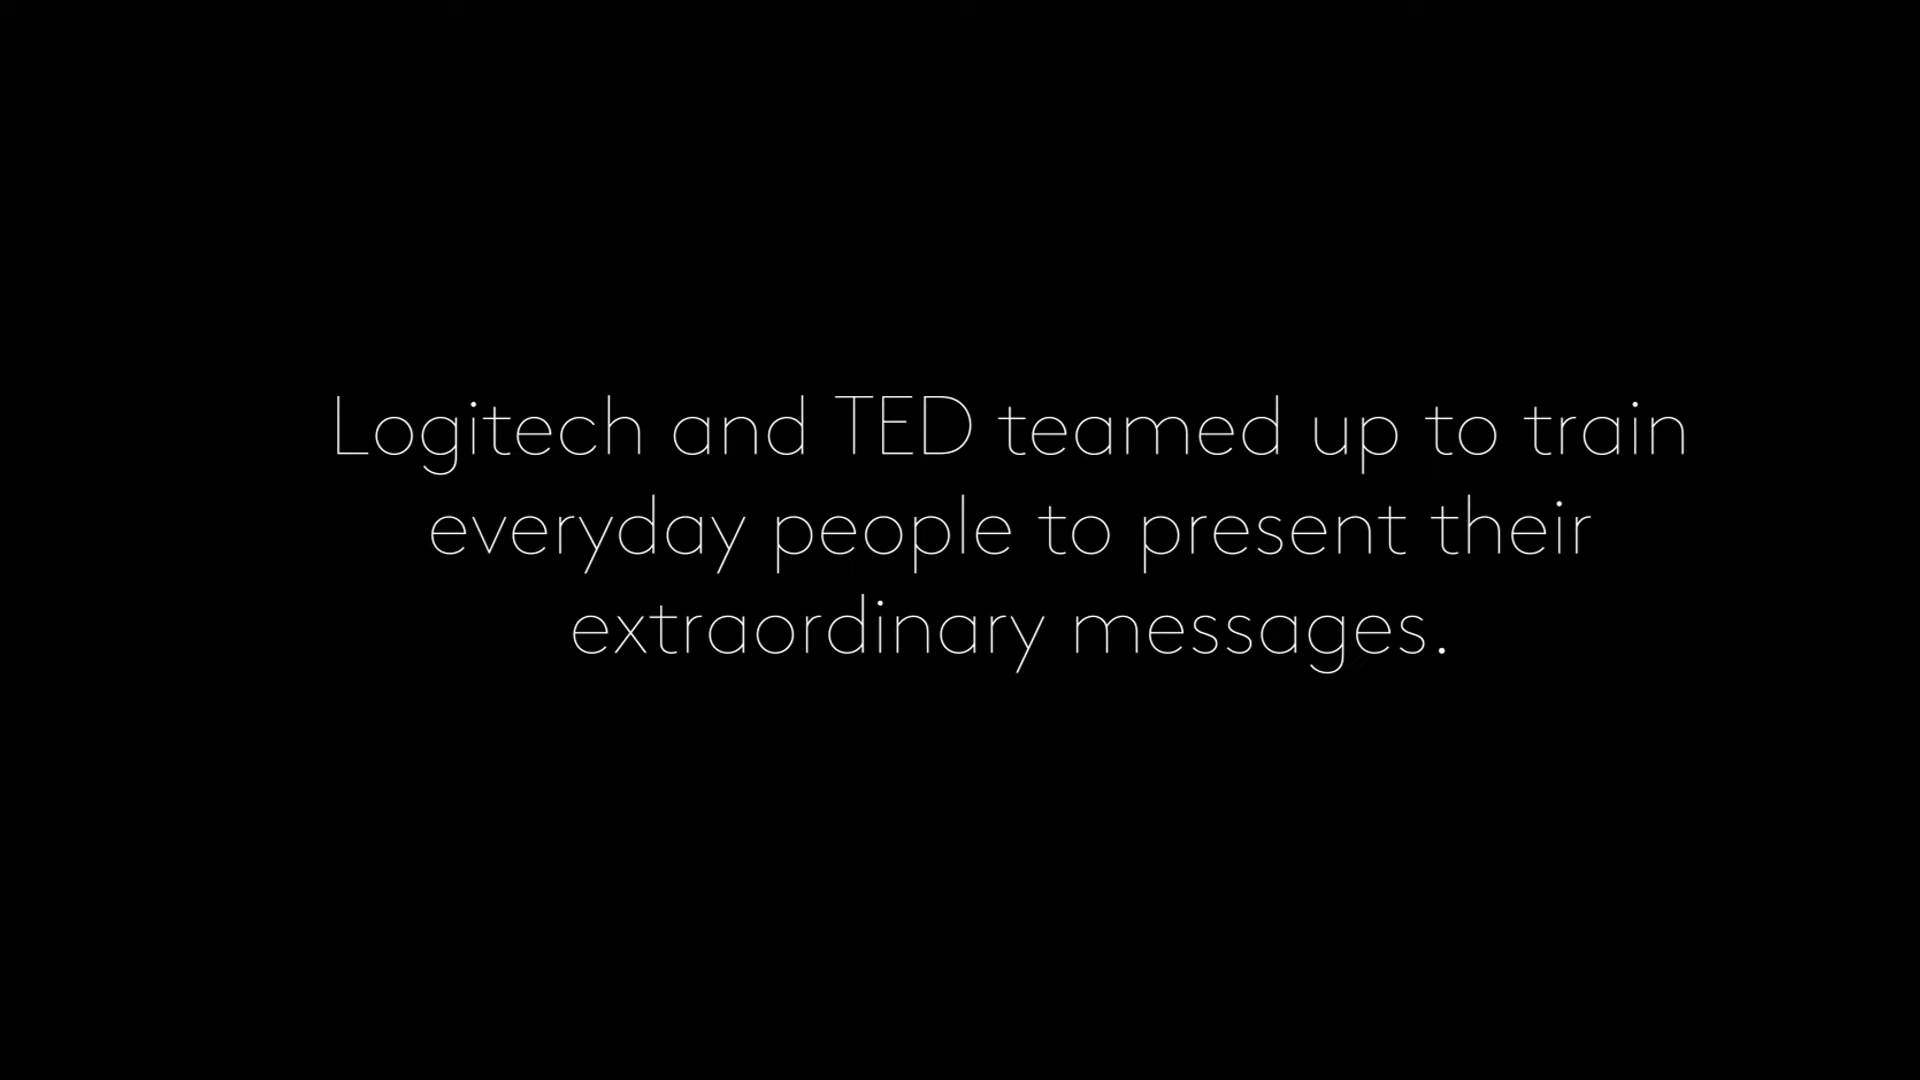 Logitech and TED teamed up to train
everyday people to present their
extraordinary messages.